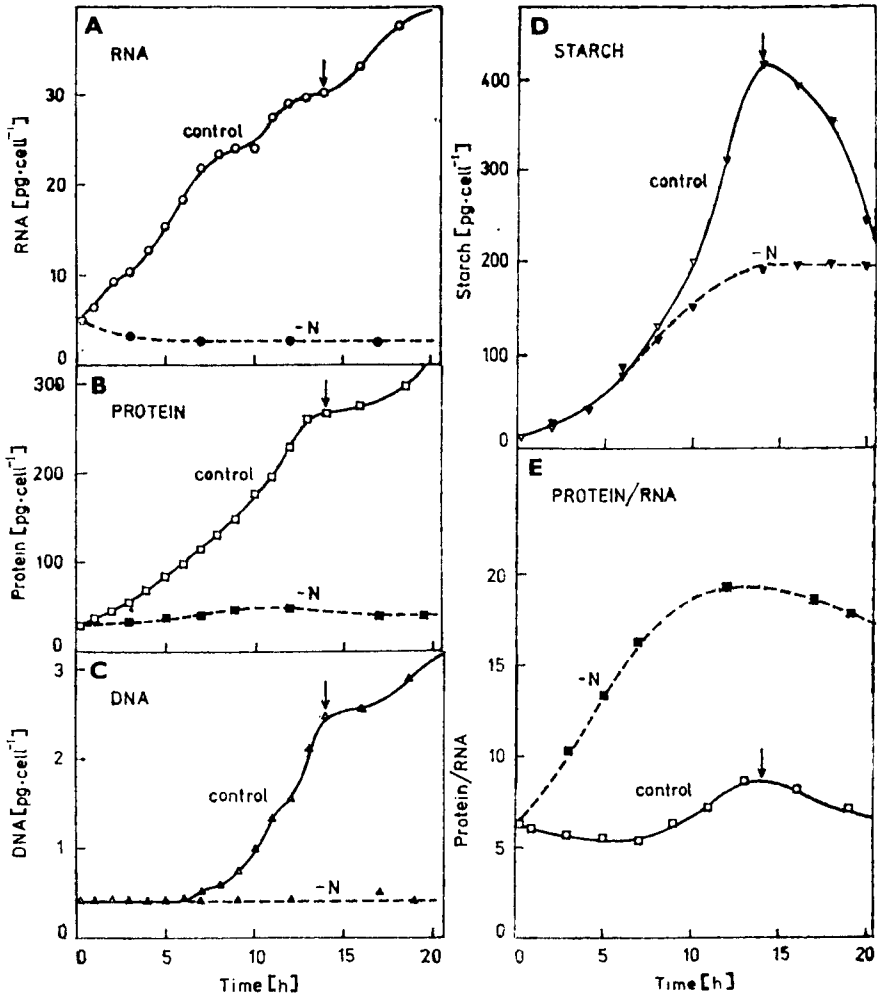 A
RNA
RNA [pg·cell⁻¹]
30
20
10
0
control
-N
B
PROTEIN
Protein [pg·cell⁻¹]
300
200
100
0
control
-N
C
DNA
DNA [pg·cell⁻¹]
3
2
1
0
control
-N
0 5 10 15 20
Time [h]
D
STARCH
Starch [pg·cell⁻¹]
400
300
200
100
0
control
-N
E
PROTEIN/RNA
Protein/RNA
20
15
10
5
0
-N
control
0 5 10 15 20
Time [h]